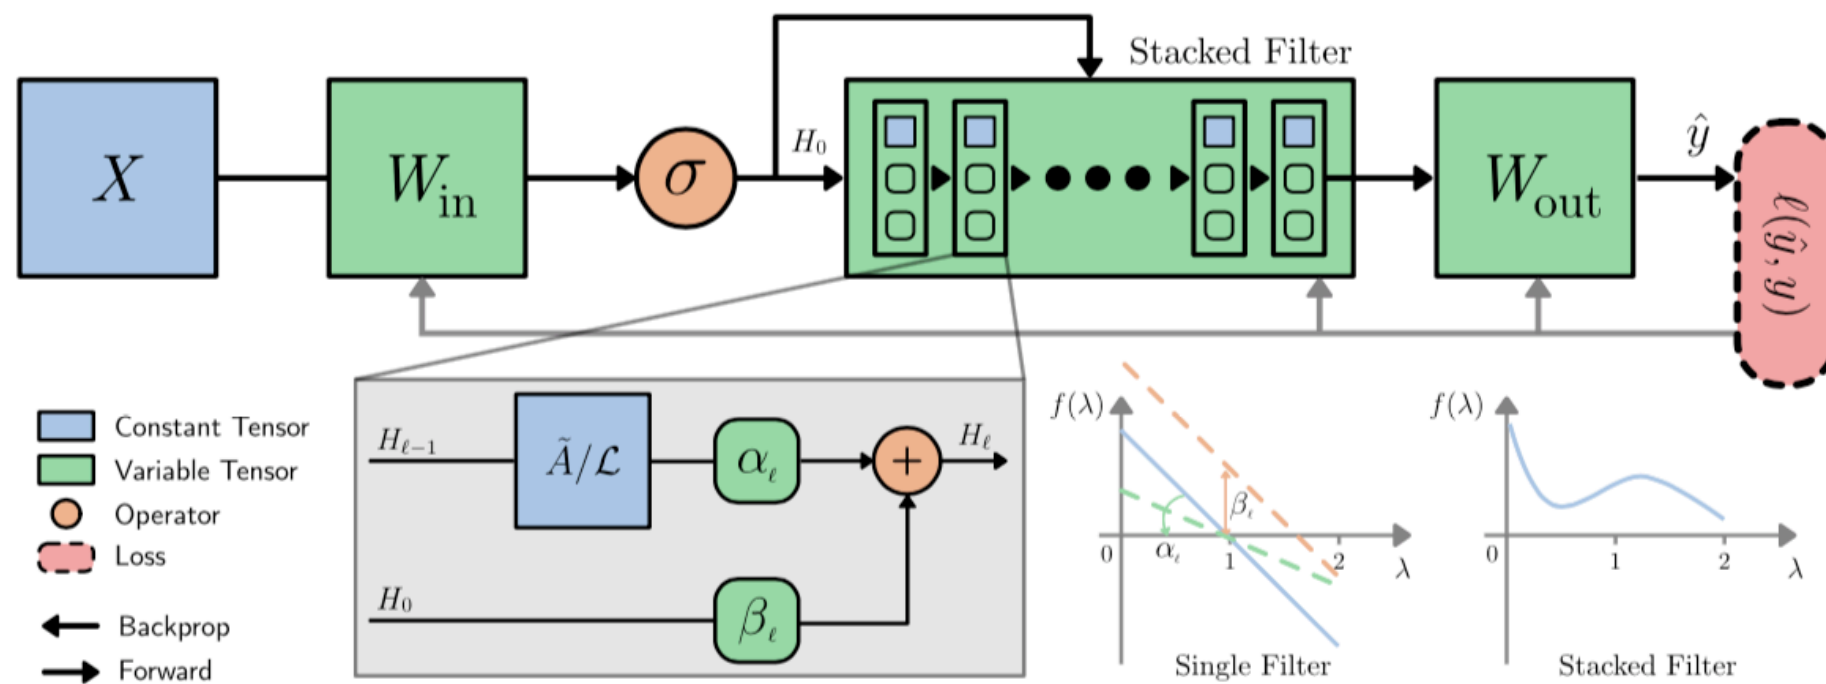 Stacked Filter
X
W_in
σ
H_0
W_out
ŷ
ℓ(ŷ, y)
Constant Tensor
Variable Tensor
Operator
Loss
Backprop
Forward
H_{ℓ−1}
Ã/ℒ
α_ℓ
+
H_ℓ
H_0
β_ℓ
f(λ)
β_ℓ
α_ℓ
0
1
2
λ
Single Filter
f(λ)
0
1
2
λ
Stacked Filter